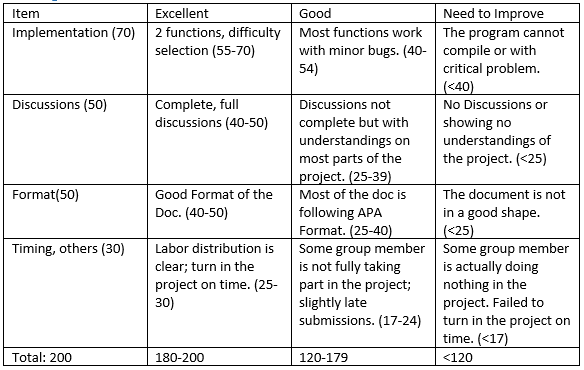 Item	Excellent	Good	Need to Improve
Implementation (70)
2 functions, difficulty
selection (55-70)
Most functions work
with minor bugs. (40-
54)
The program cannot
compile or with
critical problem.
(<40)
Discussions (50)
Complete, full
discussions (40-50)
Discussions not
complete but with
understandings on
most parts of the
project. (25-39)
No Discussions or
showing no
understandings of
the project. (<25)
Format(50)
Good Format of the
Doc. (40-50)
Most of the doc is
following APA
Format. (25-40)
The document is not
in a good shape.
(<25)
Timing, others (30)
Labor distribution is
clear; turn in the
project on time. (25-
30)
Some group member
is not fully taking
part in the project;
slightly late
submissions. (17-24)
Some group member
is actually doing
nothing in the
project. Failed to
turn in the project on
time. (<17)
Total: 200	180-200	120-179	<120